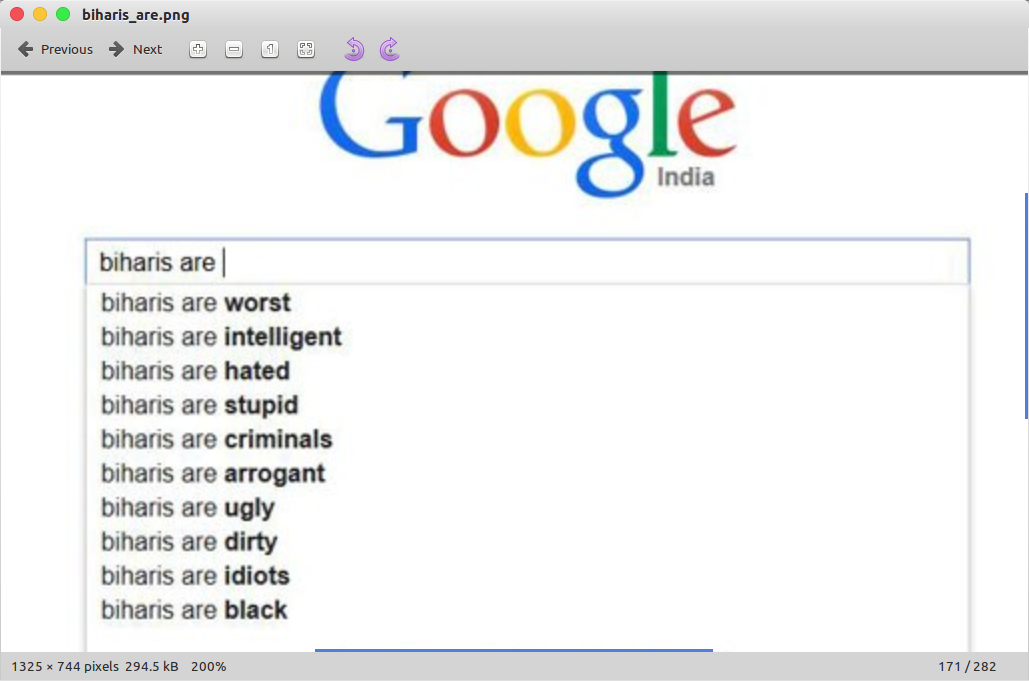 biharis_are.png
Previous Next
Google
India
biharis are
biharis are worst
biharis are intelligent
biharis are hated
biharis are stupid
biharis are criminals
biharis are arrogant
biharis are ugly
biharis are dirty
biharis are idiots
biharis are black
1325 × 744 pixels 294.5 kB 200% 171 / 282